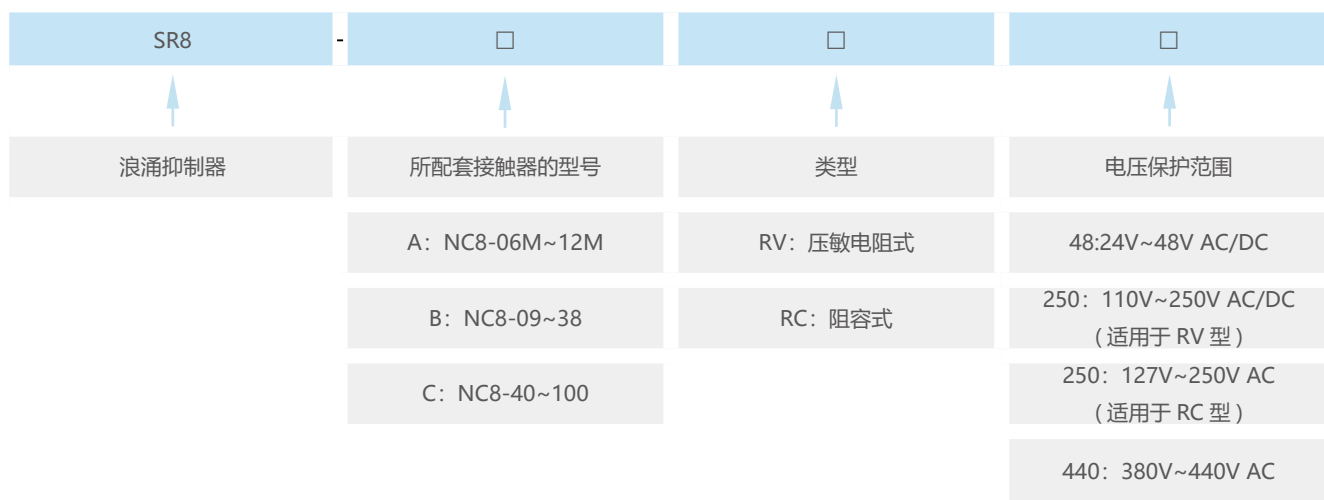 SR8 - □ □ □
浪涌抑制器 所配套接触器的型号 类型 电压保护范围
A：NC8-06M~12M RV：压敏电阻式 48:24V~48V AC/DC
B：NC8-09~38 RC：阻容式 250：110V~250V AC/DC
（适用于 RV 型）
C：NC8-40~100 250：127V~250V AC
（适用于 RC 型）
440：380V~440V AC